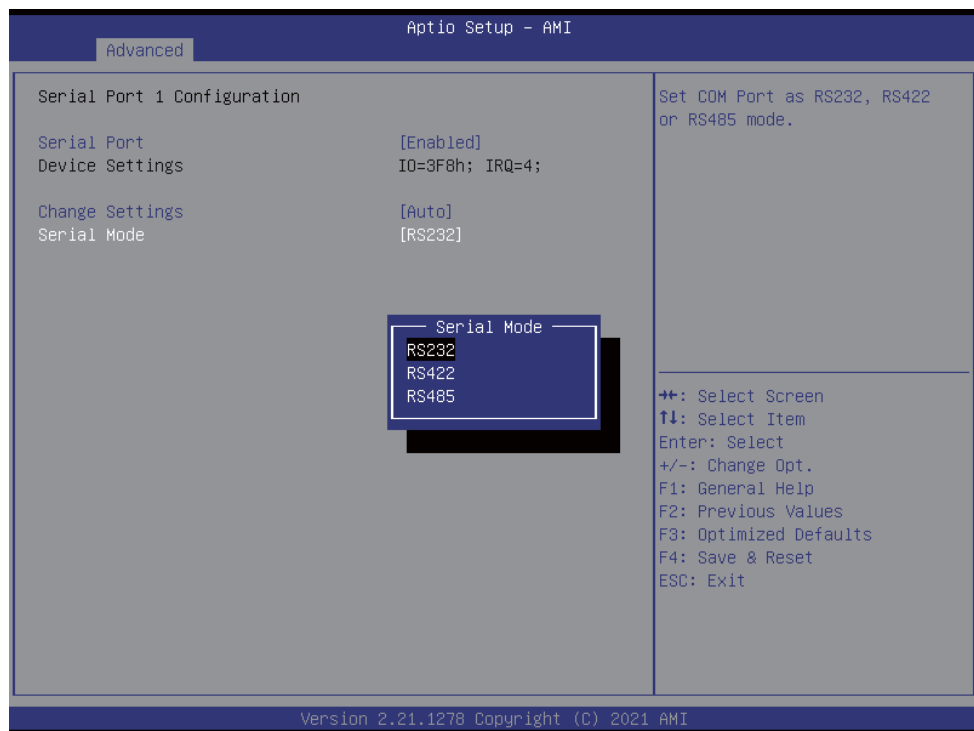 Aptio Setup – AMI
Advanced
Serial Port 1 Configuration
Serial Port [Enabled]
Device Settings IO=3F8h; IRQ=4;
Change Settings [Auto]
Serial Mode [RS232]
Serial Mode
RS232
RS422
RS485
Set COM Port as RS232, RS422
or RS485 mode.
→←: Select Screen
↑↓: Select Item
Enter: Select
+/-: Change Opt.
F1: General Help
F2: Previous Values
F3: Optimized Defaults
F4: Save & Reset
ESC: Exit
Version 2.21.1278 Copyright (C) 2021 AMI